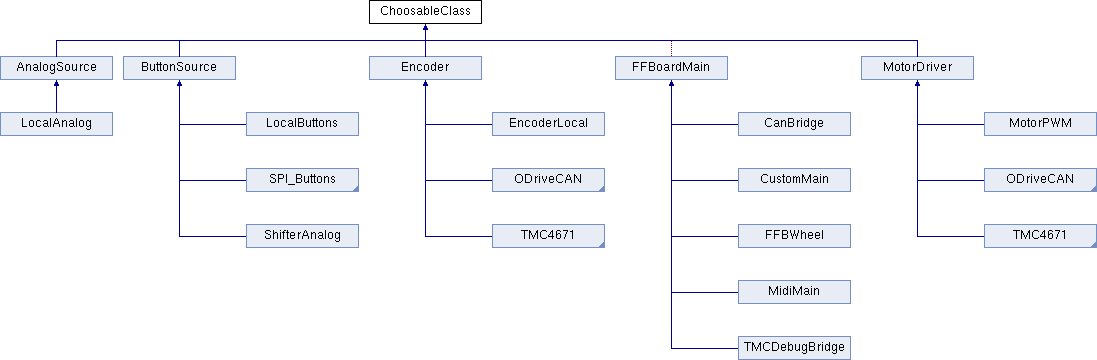 ChoosableClass
AnalogSource
ButtonSource
Encoder
FFBoardMain
MotorDriver
LocalAnalog
LocalButtons
EncoderLocal
CanBridge
MotorPWM
SPI_Buttons
ODriveCAN
CustomMain
ODriveCAN
ShifterAnalog
TMC4671
FFBWheel
TMC4671
MidiMain
TMCDebugBridge